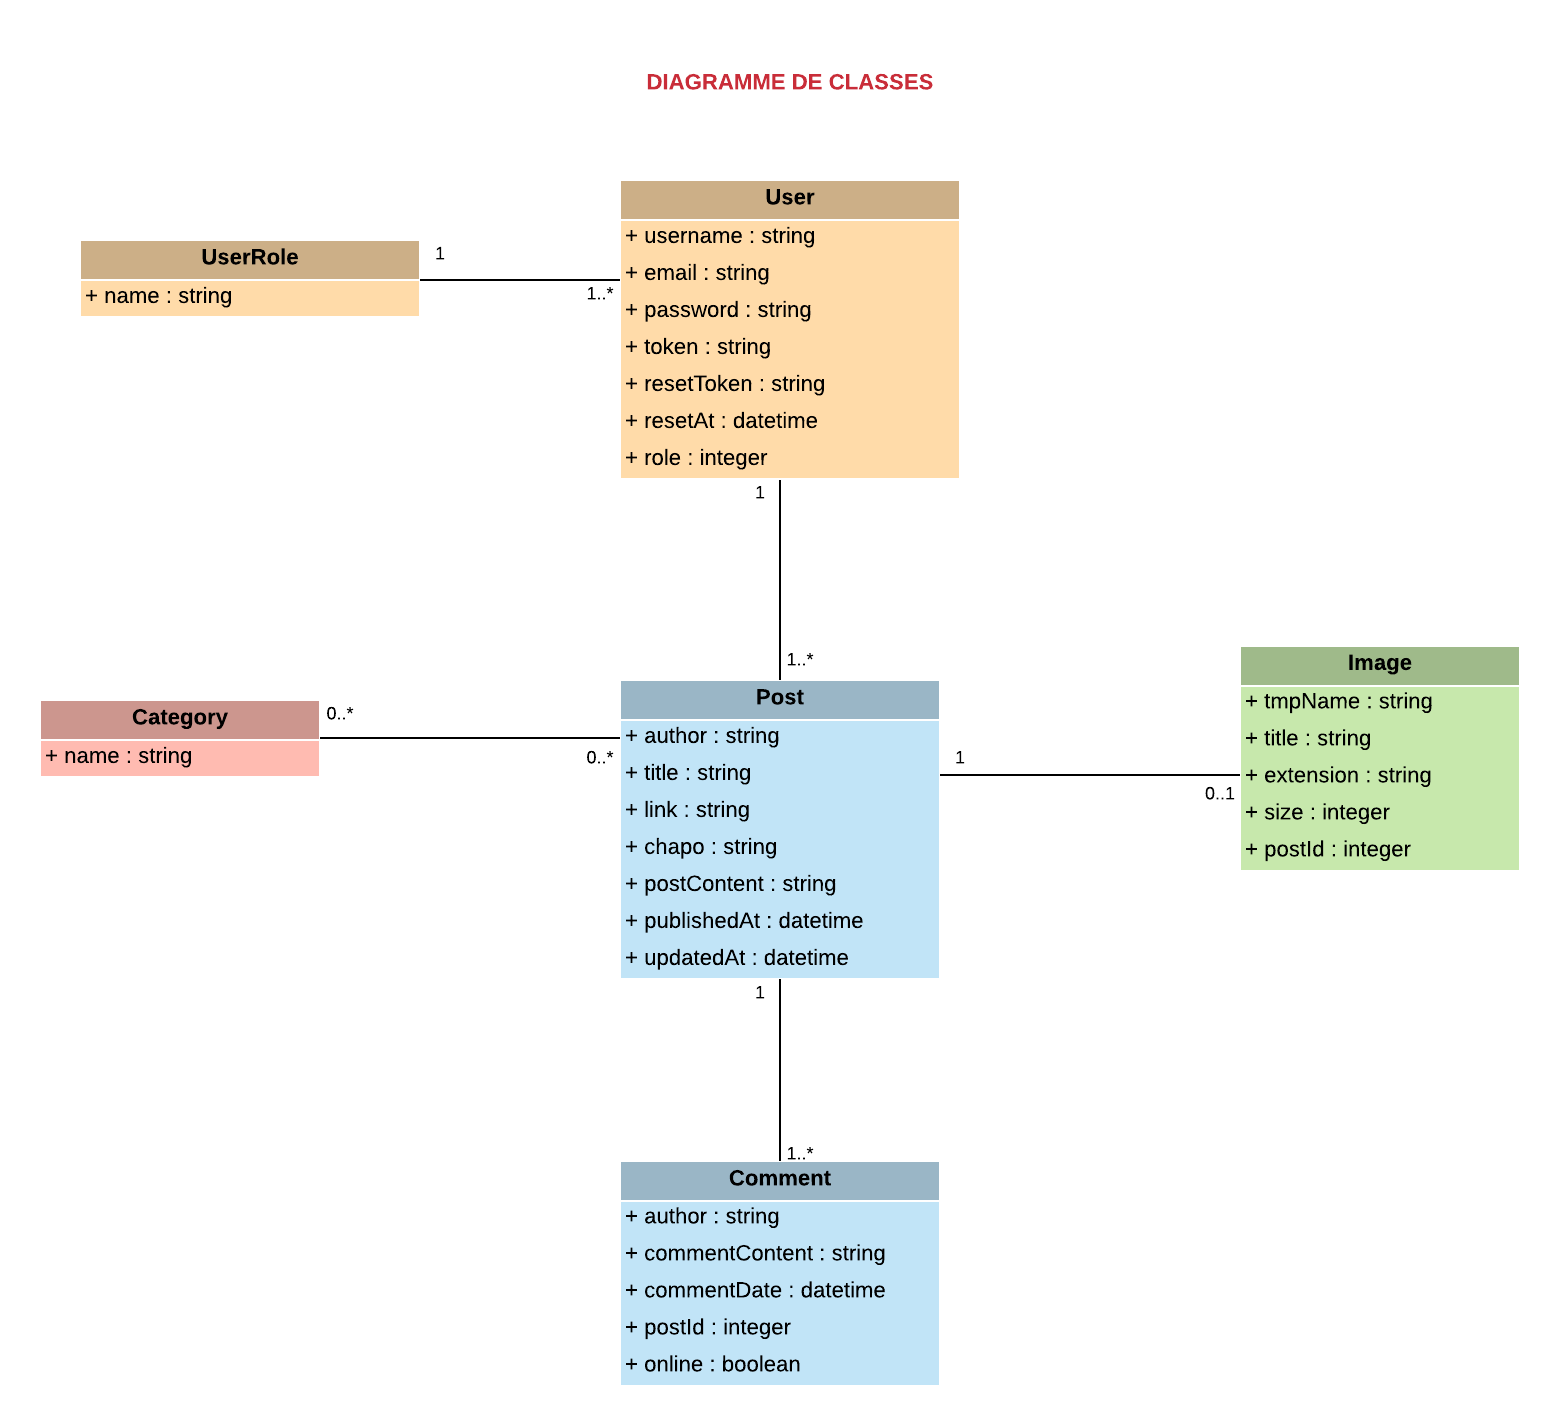 DIAGRAMME DE CLASSES
User
+ username : string
+ email : string
+ password : string
+ token : string
+ resetToken : string
+ resetAt : datetime
+ role : integer
UserRole
+ name : string
1
1..*
1
1..*
Category
+ name : string
0..*
0..*
Post
+ author : string
+ title : string
+ link : string
+ chapo : string
+ postContent : string
+ publishedAt : datetime
+ updatedAt : datetime
1
0..1
Image
+ tmpName : string
+ title : string
+ extension : string
+ size : integer
+ postId : integer
1
1..*
Comment
+ author : string
+ commentContent : string
+ commentDate : datetime
+ postId : integer
+ online : boolean